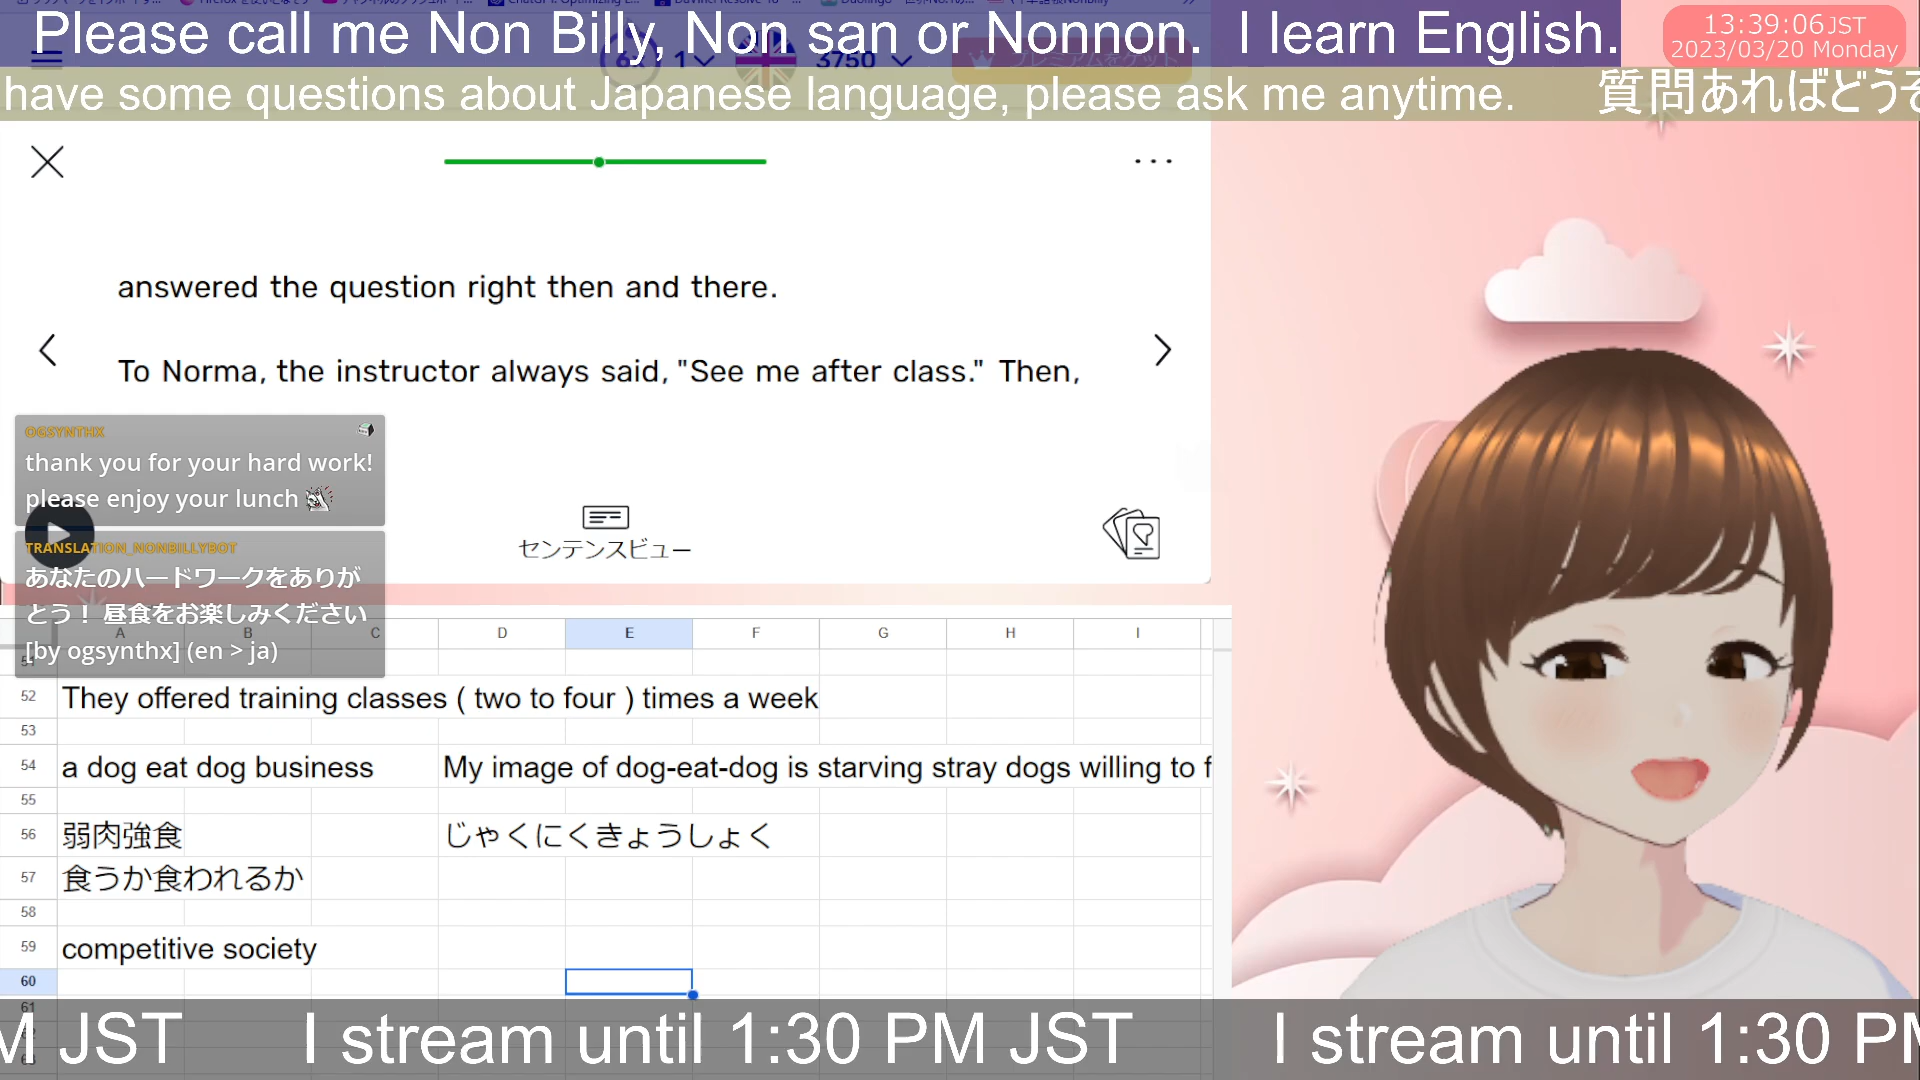 Please call me Non Billy, Non san or Nonnon. I learn English.
13:39:06JST
2023/03/20 Monday
1
3750
have some questions about Japanese language, please ask me anytime. 質問あればどうぞ
answered the question right then and there.
To Norma, the instructor always said, "See me after class." Then,
OGSYNTHX
thank you for your hard work!
please enjoy your lunch
TRANSLATION_NONBILLYBOT
あなたのハードワークをありが
とう！ 昼食をお楽しみください
[by ogsynthx] (en > ja)
センテンスビュー
A B C D E F G H I
51
52 They offered training classes ( two to four ) times a week
53
54 a dog eat dog business My image of dog-eat-dog is starving stray dogs willing to f
55
56 弱肉強食 じゃくにくきょうしょく
57 食うか食われるか
58
59 competitive society
60
61
M JST I stream until 1:30 PM JST I stream until 1:30 PM